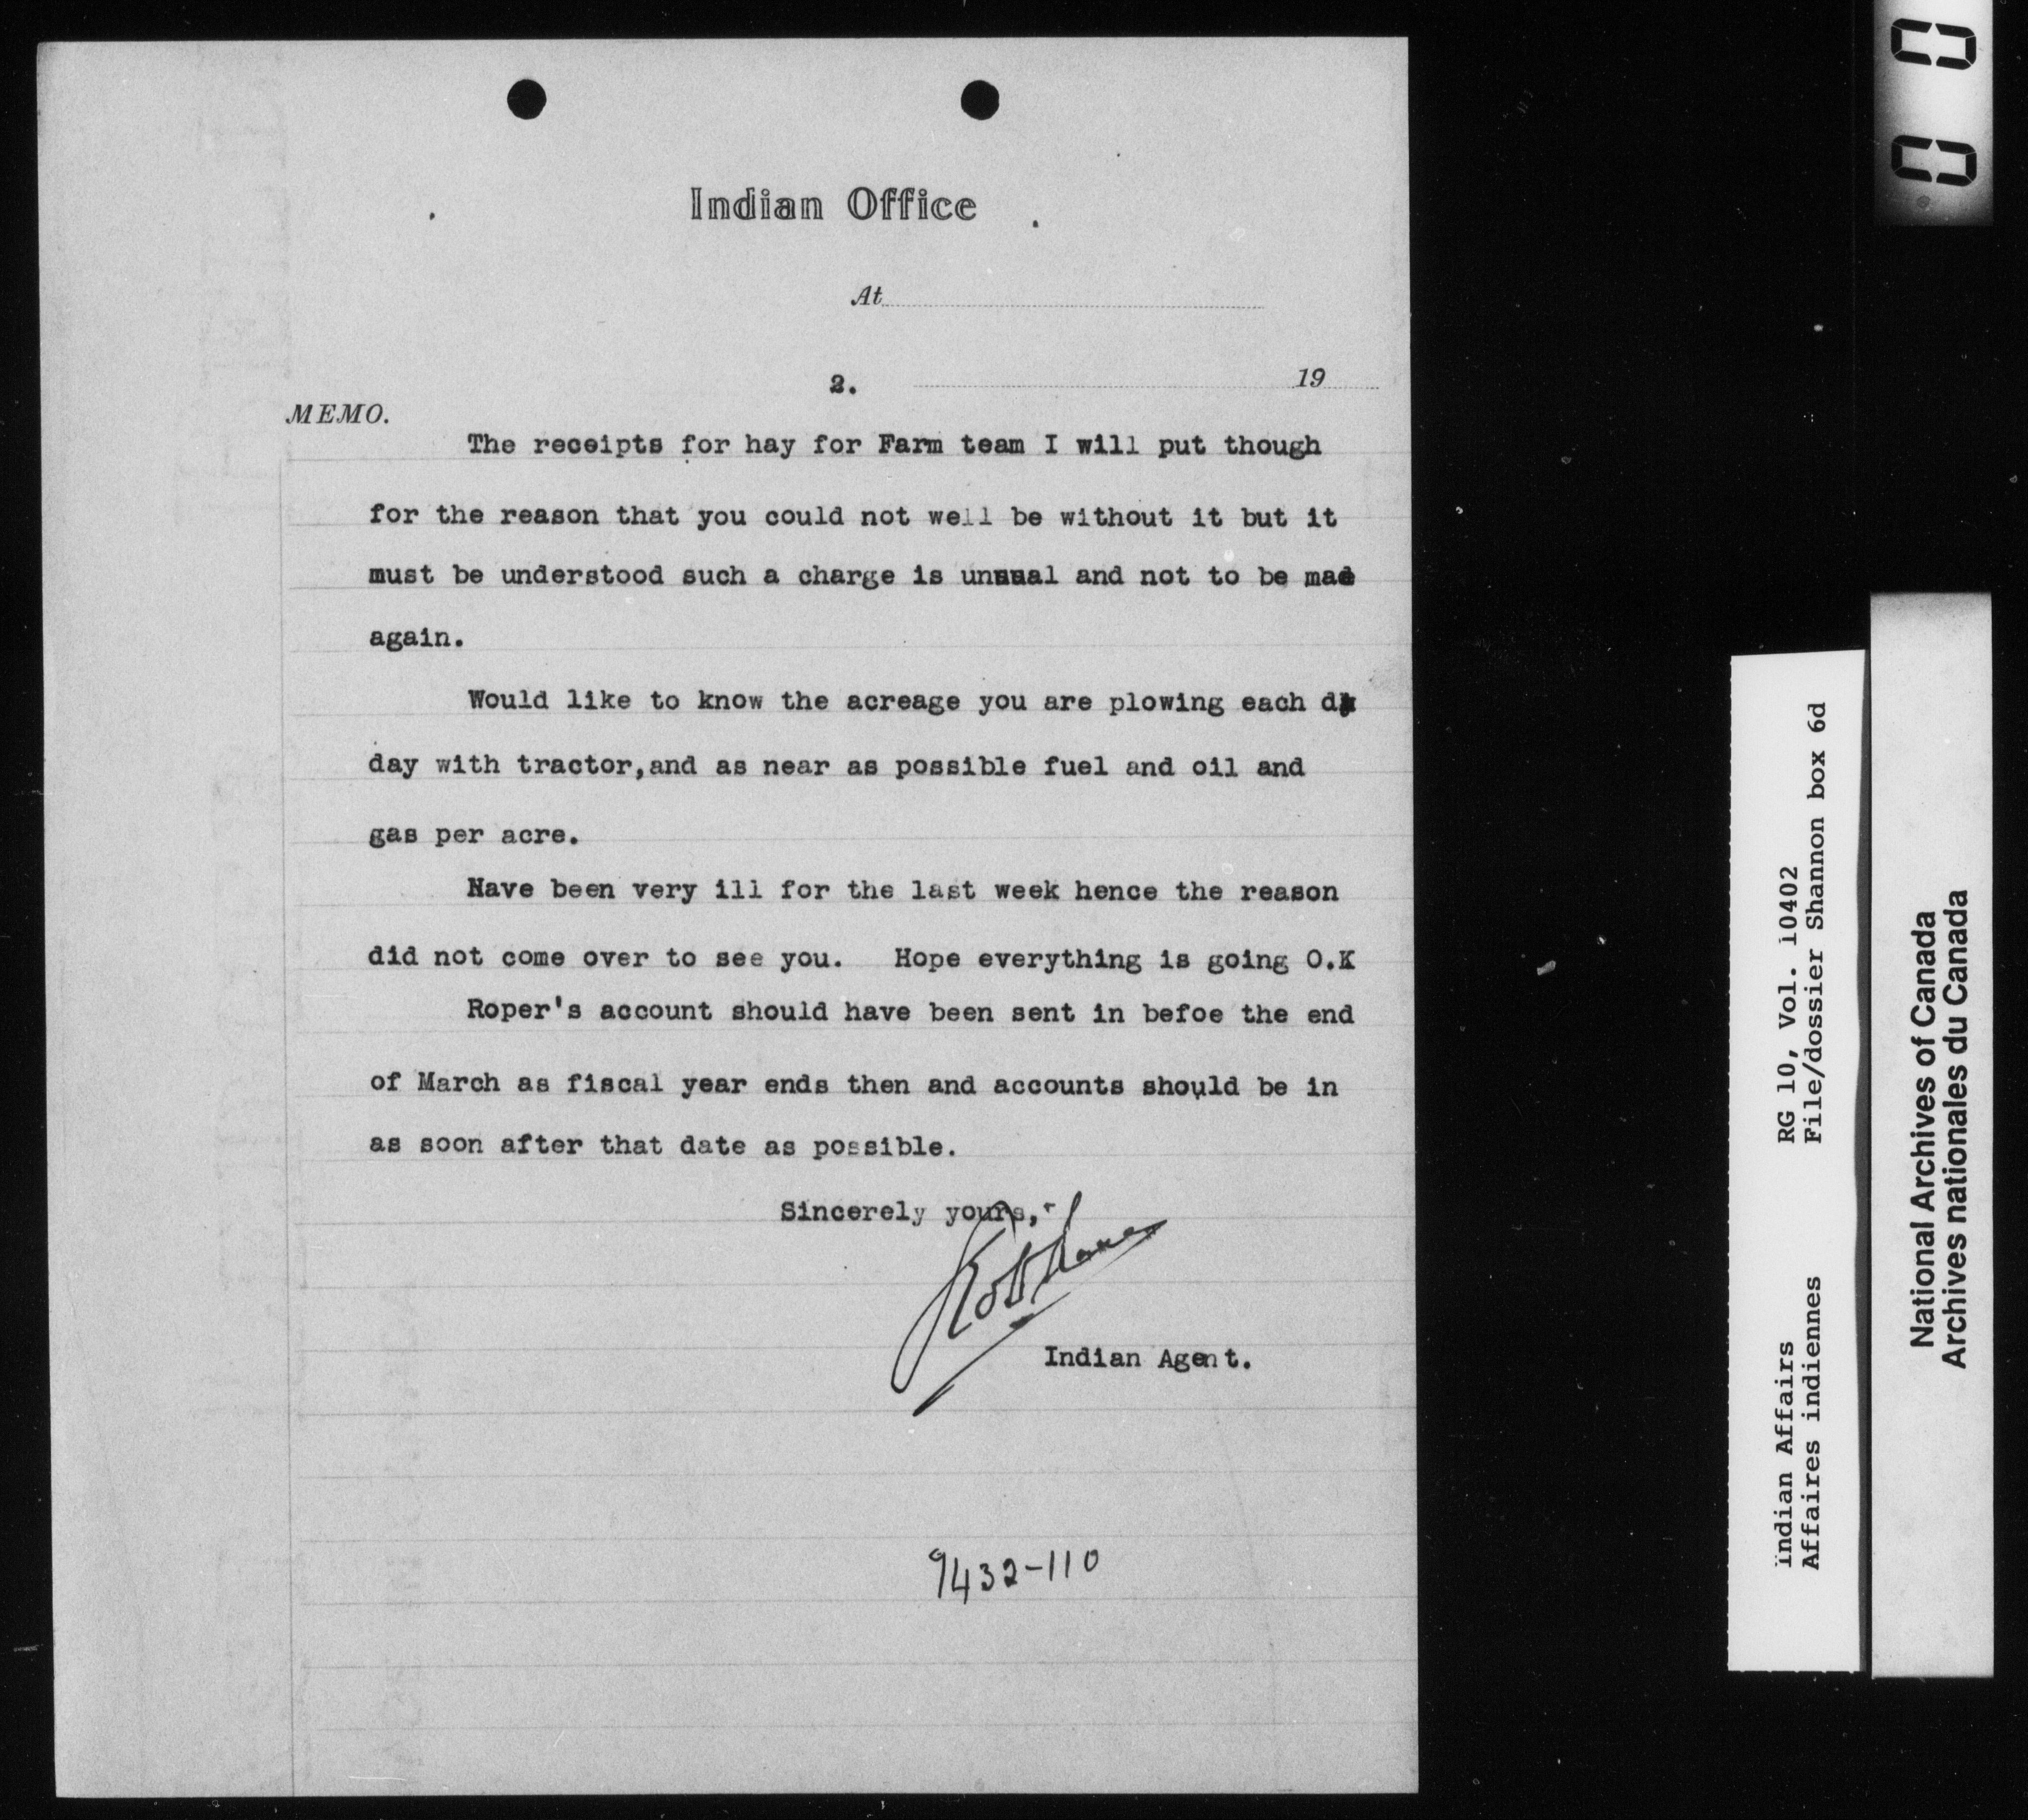 Indian Office
At
2.
19
MEMO.
The receipts for hay for Farm team I will put though
for the reason that you could not well be without it but it
must be understood such a charge is unusual and not to be mae
again.
Would like to know the acreage you are plowing each
day with tractor,and as near as possible fuel and oil and
gas per acre.
Have been very ill for the last week hence the reason
did not come over to see you. Hope everything is going O.K
Roper's account should have been sent in befoe the end
of March as fiscal year ends then and accounts should be in
as soon after that date as possible.
Sincerely yours,
Indian Agent.
9432-110
Indian Affairs RG 10, Vol. 10402
Affaires indiennes File/dossier Shannon box 6d
National Archives of Canada
Archives nationales du Canada